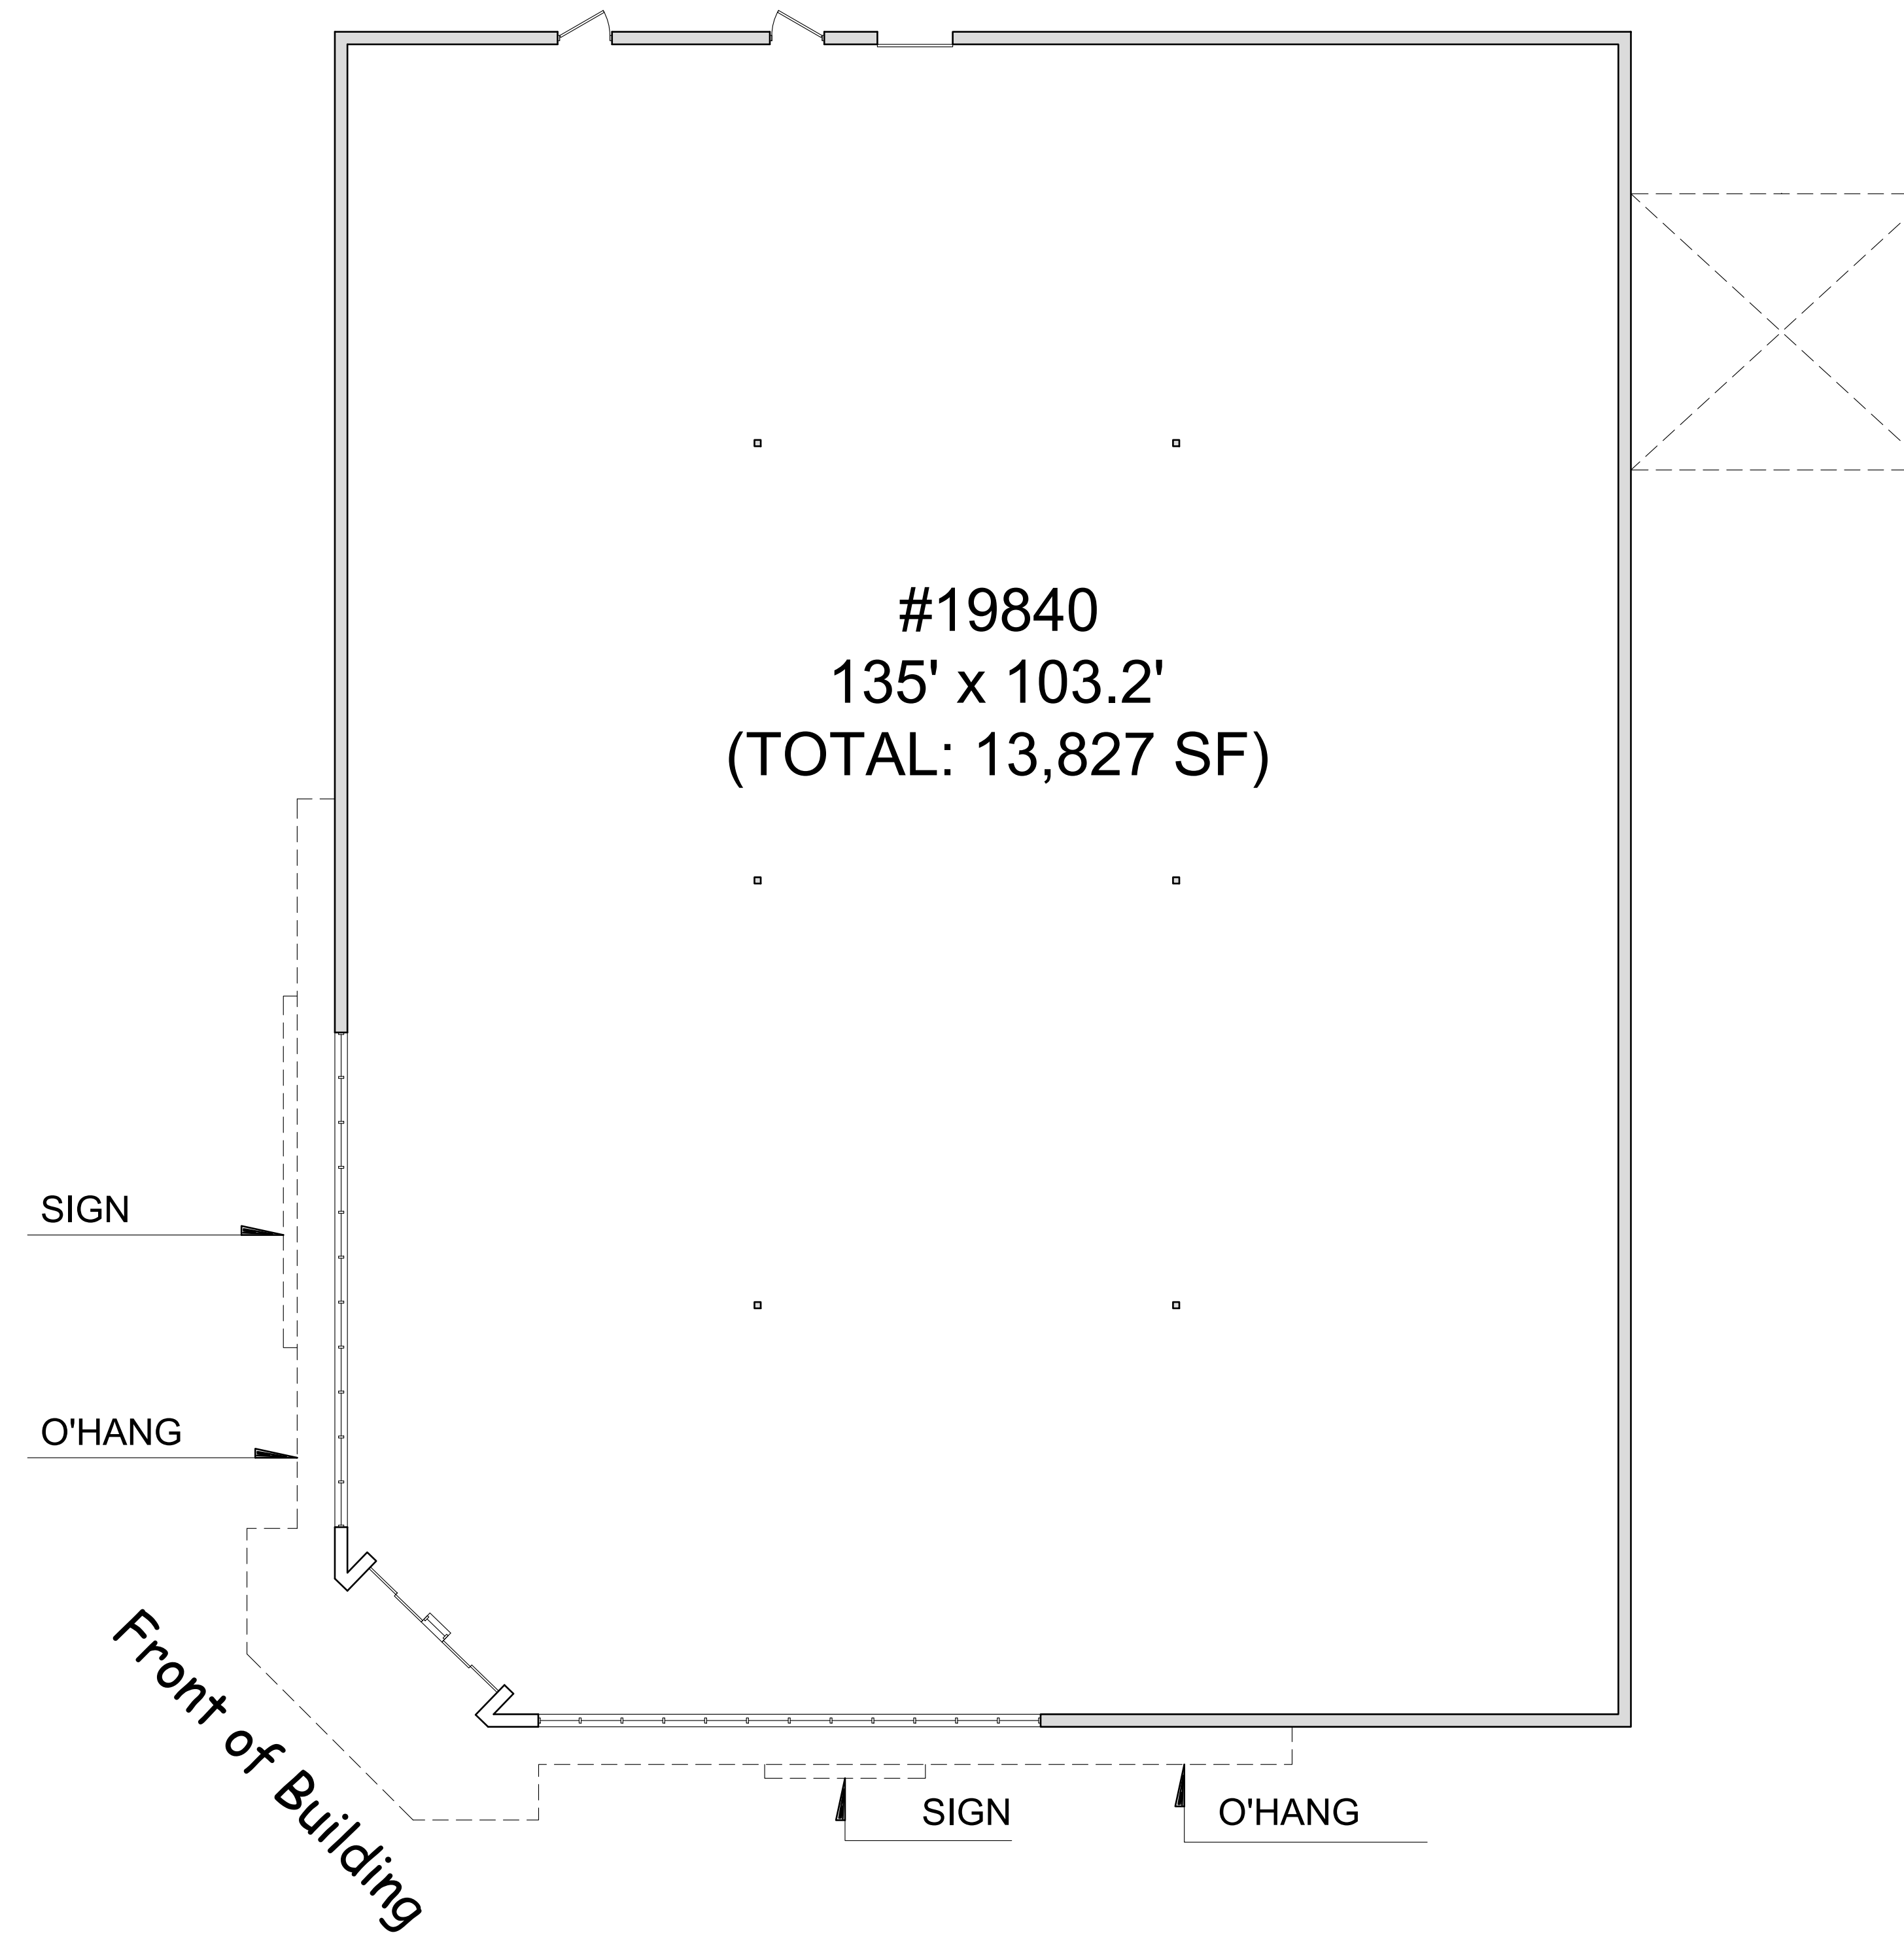 #19840
135' x 103.2'
(TOTAL: 13,827 SF)
SIGN
O'HANG
Front of Building
SIGN
O'HANG